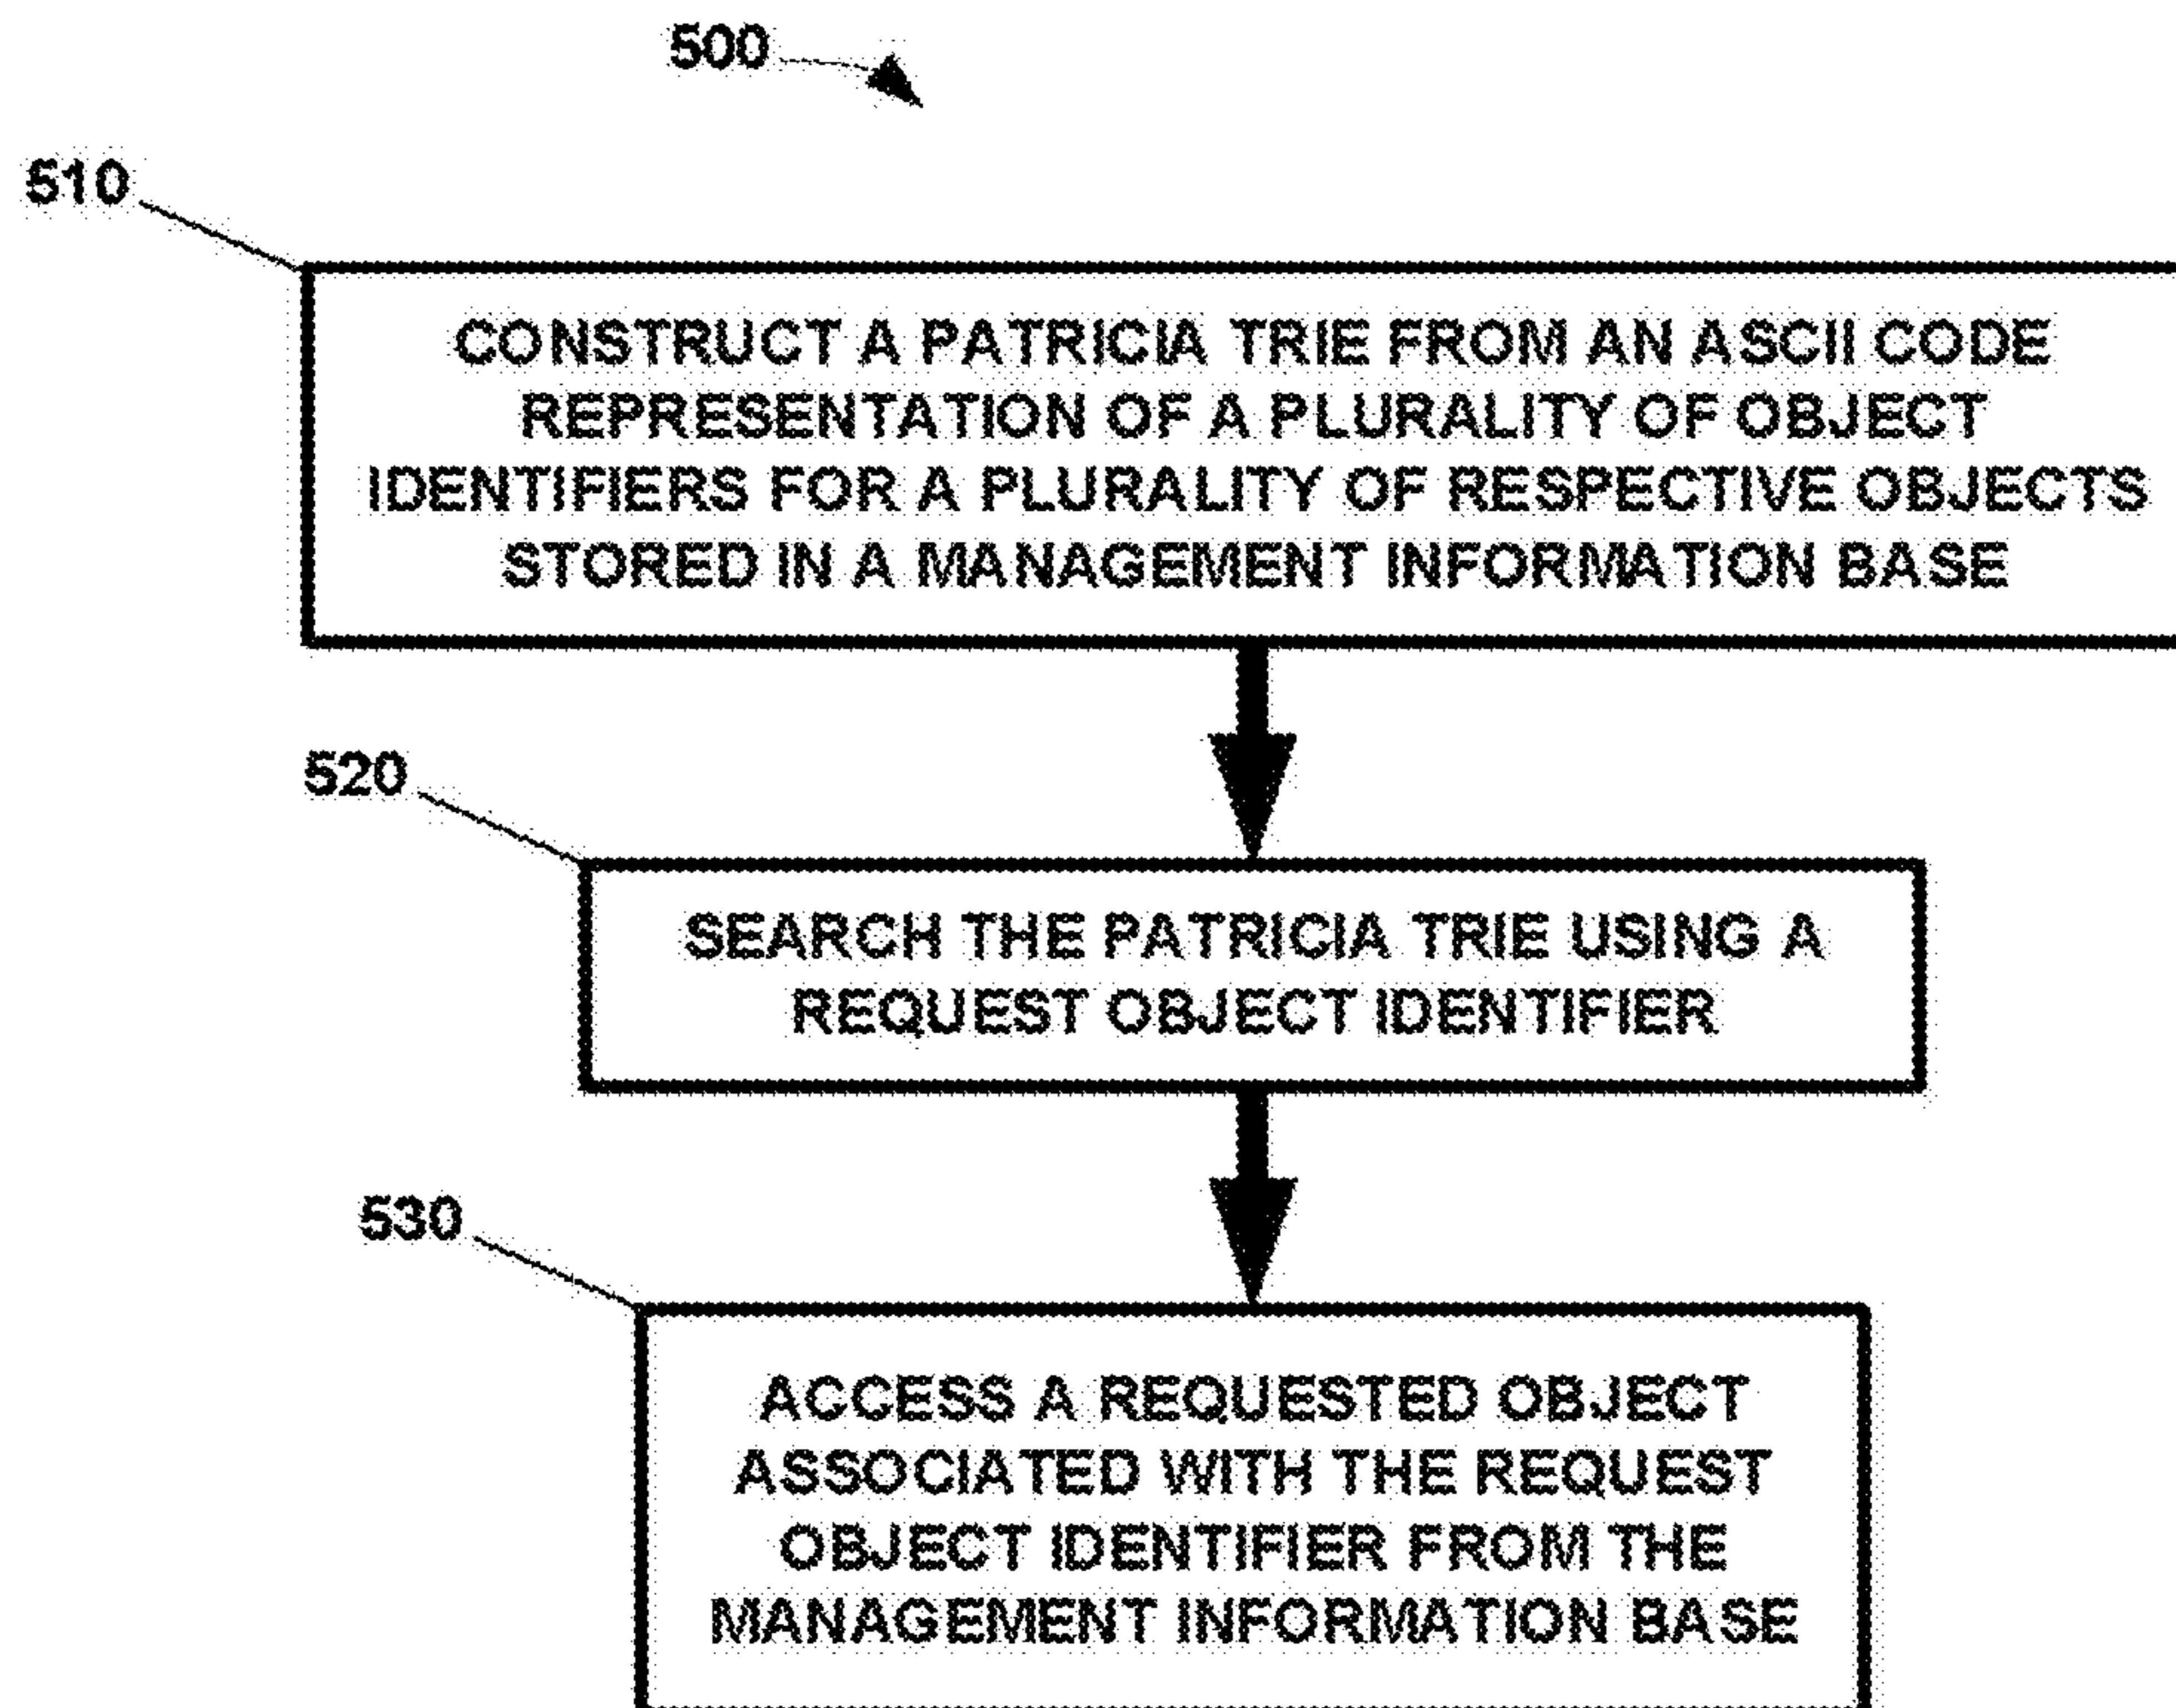 500
510
CONSTRUCT A PATRICIA TRIE FROM AN ASCII CODE
REPRESENTATION OF A PLURALITY OF OBJECT
IDENTIFIERS FOR A PLURALITY OF RESPECTIVE OBJECTS
STORED IN A MANAGEMENT INFORMATION BASE
520
SEARCH THE PATRICIA TRIE USING A
REQUEST OBJECT IDENTIFIER
530
ACCESS A REQUESTED OBJECT
ASSOCIATED WITH THE REQUEST
OBJECT IDENTIFIER FROM THE
MANAGEMENT INFORMATION BASE